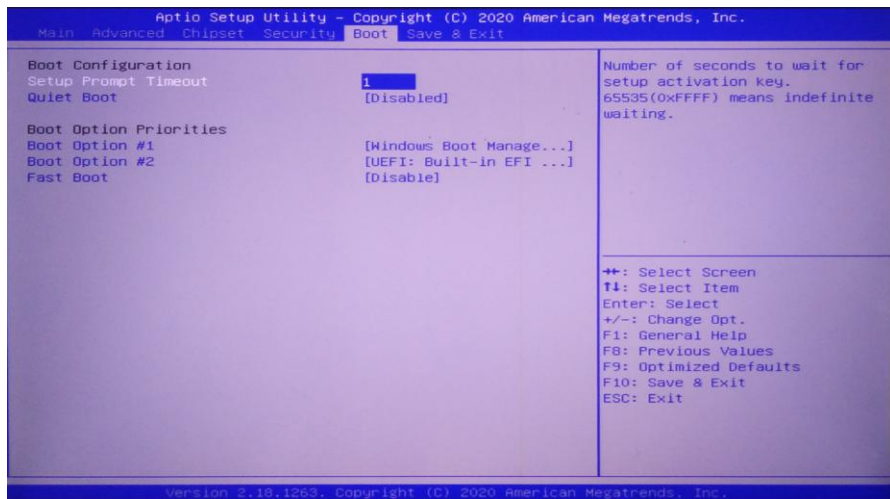 Aptio Setup Utility – Copyright (C) 2020 American Megatrends, Inc.
Main Advanced Chipset Security Boot Save & Exit
Boot Configuration
Setup Prompt Timeout 1
Quiet Boot [Disabled]
Boot Option Priorities
Boot Option #1 [Windows Boot Manage...]
Boot Option #2 [UEFI: Built-in EFI ...]
Fast Boot [Disable]
Number of seconds to wait for
setup activation key.
65535(0xFFFF) means indefinite
waiting.
→←: Select Screen
↑↓: Select Item
Enter: Select
+/-: Change Opt.
F1: General Help
F8: Previous Values
F9: Optimized Defaults
F10: Save & Exit
ESC: Exit
Version 2.18.1263. Copyright (C) 2020 American Megatrends, Inc.